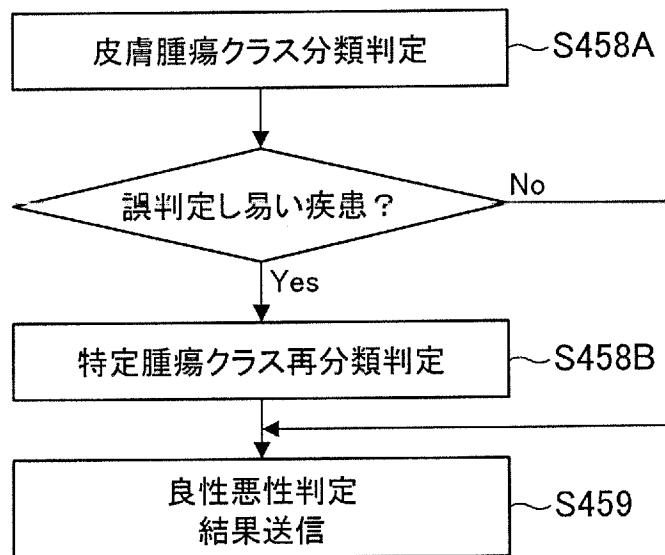 皮膚腫瘍クラス分類判定
S458A
誤判定し易い疾患？
No
Yes
特定腫瘍クラス再分類判定
S458B
良性悪性判定
結果送信
S459